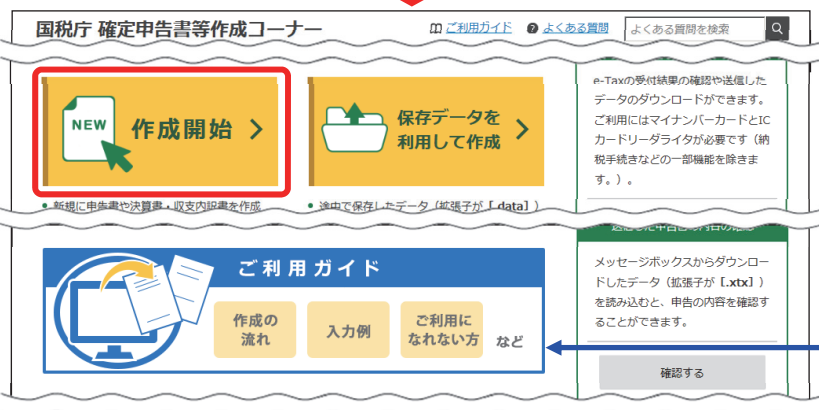 国税庁 確定申告書等作成コーナー
ご利用ガイド
? よくある質問
よくある質問を検索
NEW
作成開始
保存データを
利用して作成
• 新規に申告書や決算書・収支内訳書を作成
• 途中で保存したデータ（拡張子が［.data］）
e-Taxの受付結果の確認や送信した
データのダウンロードができます。
ご利用にはマイナンバーカードとIC
カードリーダライタが必要です（納
税手続きなどの一部機能を除きま
す。）。
ご利用ガイド
作成の
流れ
入力例
ご利用に
なれない方
など
メッセージボックスからダウンロー
ドしたデータ（拡張子が［.xtx］）
を読み込むと、申告の内容を確認す
ることができます。
確認する